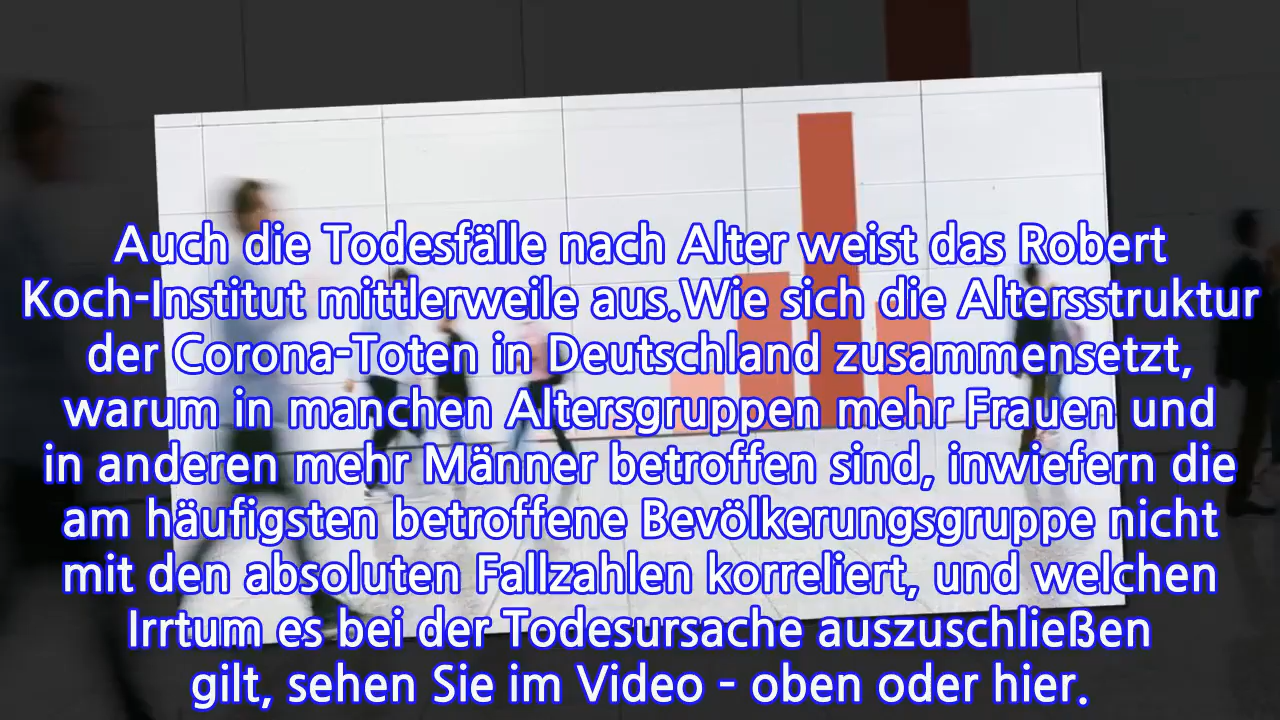 Auch die Todesfälle nach Alter weist das Robert
Koch-Institut mittlerweile aus.Wie sich die Altersstruktur
der Corona-Toten in Deutschland zusammensetzt,
warum in manchen Altersgruppen mehr Frauen und
in anderen mehr Männer betroffen sind, inwiefern die
am häufigsten betroffene Bevölkerungsgruppe nicht
mit den absoluten Fallzahlen korreliert, und welchen
Irrtum es bei der Todesursache auszuschließen
gilt, sehen Sie im Video - oben oder hier.